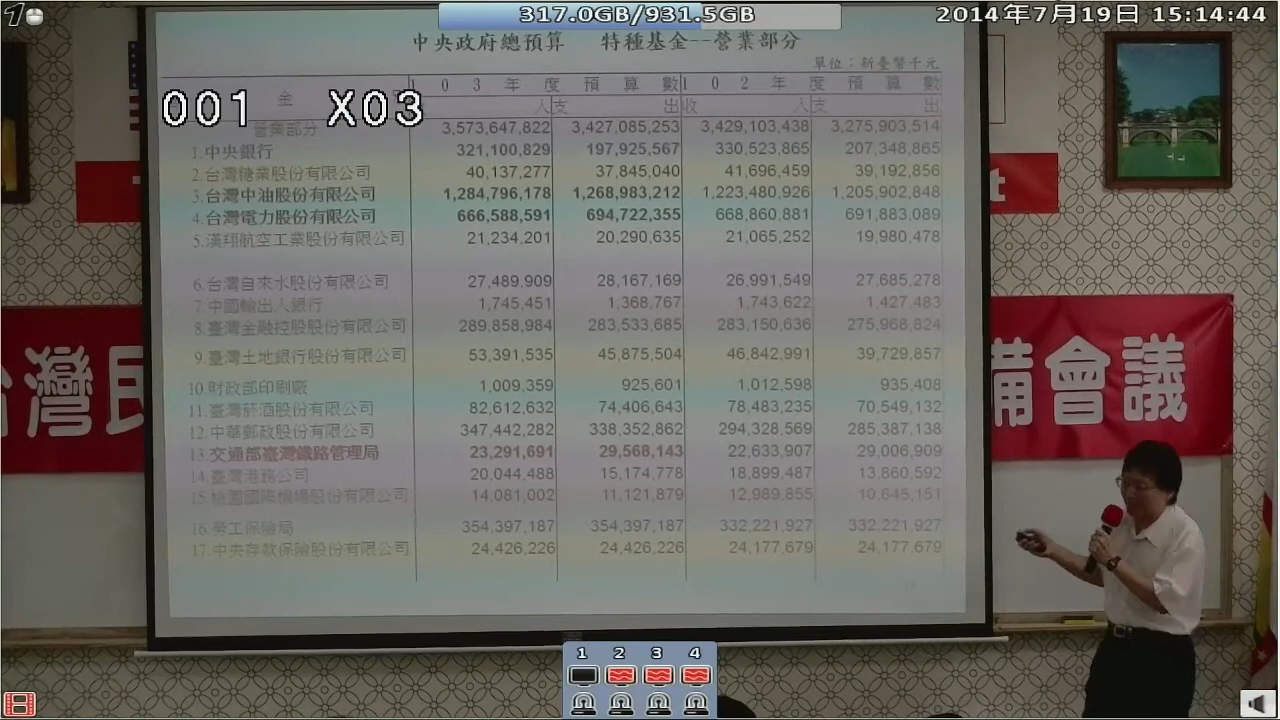 1 317.0GB/931.5GB 2014年7月19日 15:14:44
中央政府總預算 特種基金--營業部分
單位：新臺幣千元
103年度預算數 102年度預算數
001 X03
金
入 支出 收入 支出
營業部分 3,573,647,822 3,427,085,253 3,429,103,438 3,275,903,514
1.中央銀行 321,100,829 197,925,567 330,523,865 207,348,865
2.台灣糖業股份有限公司 40,137,277 37,845,040 41,696,459 39,192,856
3.台灣中油股份有限公司 1,284,796,178 1,268,983,212 1,223,480,926 1,205,902,848
4.台灣電力股份有限公司 666,588,591 694,722,355 668,860,881 691,883,089
5.漢翔航空工業股份有限公司 21,234,201 20,290,635 21,065,252 19,980,478
6.台灣自來水股份有限公司 27,489,909 28,167,169 26,991,549 27,685,278
7.中國輸出入銀行 1,745,451 1,368,767 1,743,622 1,427,483
8.臺灣金融控股股份有限公司 289,858,984 283,533,685 283,150,636 275,968,824
9.臺灣土地銀行股份有限公司 53,391,535 45,875,504 46,842,991 39,729,857
10.財政部印刷廠 1,009,359 925,601 1,012,598 935,408
11.臺灣菸酒股份有限公司 82,612,632 74,406,643 78,483,235 70,549,132
12.中華郵政股份有限公司 347,442,282 338,352,862 294,328,569 285,387,138
13.交通部臺灣鐵路管理局 23,291,691 29,568,143 22,633,907 29,006,909
14.臺灣港務公司 20,044,488 15,174,778 18,899,487 13,860,592
15.桃園國際機場股份有限公司 14,081,002 11,121,879 12,989,855 10,645,151
16.勞工保險局 354,397,187 354,397,187 332,221,927 332,221,927
17.中央存款保險股份有限公司 24,426,226 24,426,226 24,177,679 24,177,679
t
台灣民
備會議
1 2 3 4